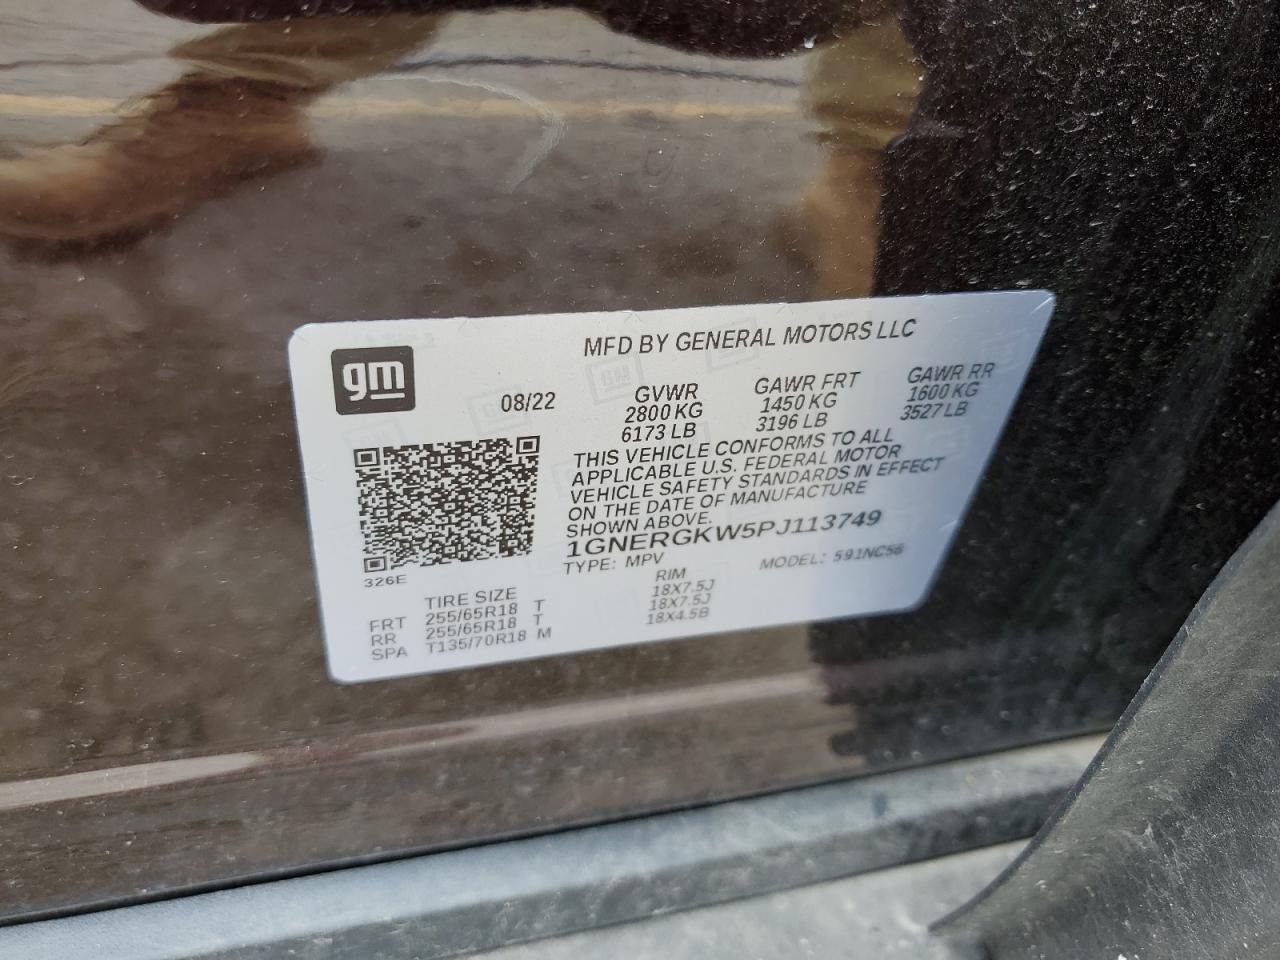 MFD BY GENERAL MOTORS LLC
gm
08/22
GVWR
2800 KG
6173 LB
GAWR FRT
1450 KG
3196 LB
GAWR RR
1600 KG
3527 LB
THIS VEHICLE CONFORMS TO ALL
APPLICABLE U.S. FEDERAL MOTOR
VEHICLE SAFETY STANDARDS IN EFFECT
ON THE DATE OF MANUFACTURE
SHOWN ABOVE.
1GNERGKW5PJ113749
TYPE: MPV MODEL: 591NC56
326E
TIRE SIZE RIM
FRT 255/65R18 T 18X7.5J
RR 255/65R18 T 18X7.5J
SPA T135/70R18 M 18X4.5B